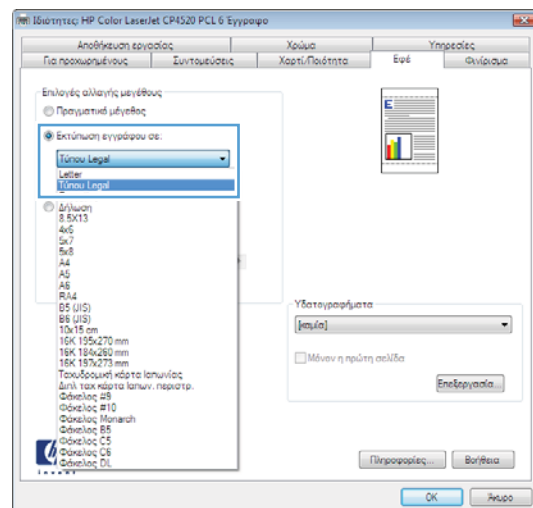 Ιδιότητες: HP Color LaserJet CP4520 PCL 6 Έγγραφο
Αποθήκευση εργασίας Χρώμα Υπηρεσίες
Για προχωρημένους Συντομεύσεις Χαρτί/Ποιότητα Εφέ Φινίρισμα
Επιλογές αλλαγής μεγέθους
Πραγματικό μέγεθος
Εκτύπωση εγγράφου σε:
Τύπου Legal
Letter
Τύπου Legal
Δήλωση
8.5X13
4x6
5x7
5x8
A4
A5
A6
RA4
B5 (JIS)
B6 (JIS)
10x15 cm
16K 195x270 mm
16K 184x260 mm
16K 197x273 mm
Ταχυδρομική κάρτα Ιαπωνίας
Διπλ ταχ κάρτα Ιαπων. περιστρ.
Φάκελος #9
Φάκελος #10
Φάκελος Monarch
Φάκελος B5
Φάκελος C5
Φάκελος C6
Φάκελος DL
E
Υδατογραφήματα
[καμία]
Μόνον η πρώτη σελίδα
Επεξεργασία...
Πληροφορίες... Βοήθεια
OK Άκυρο